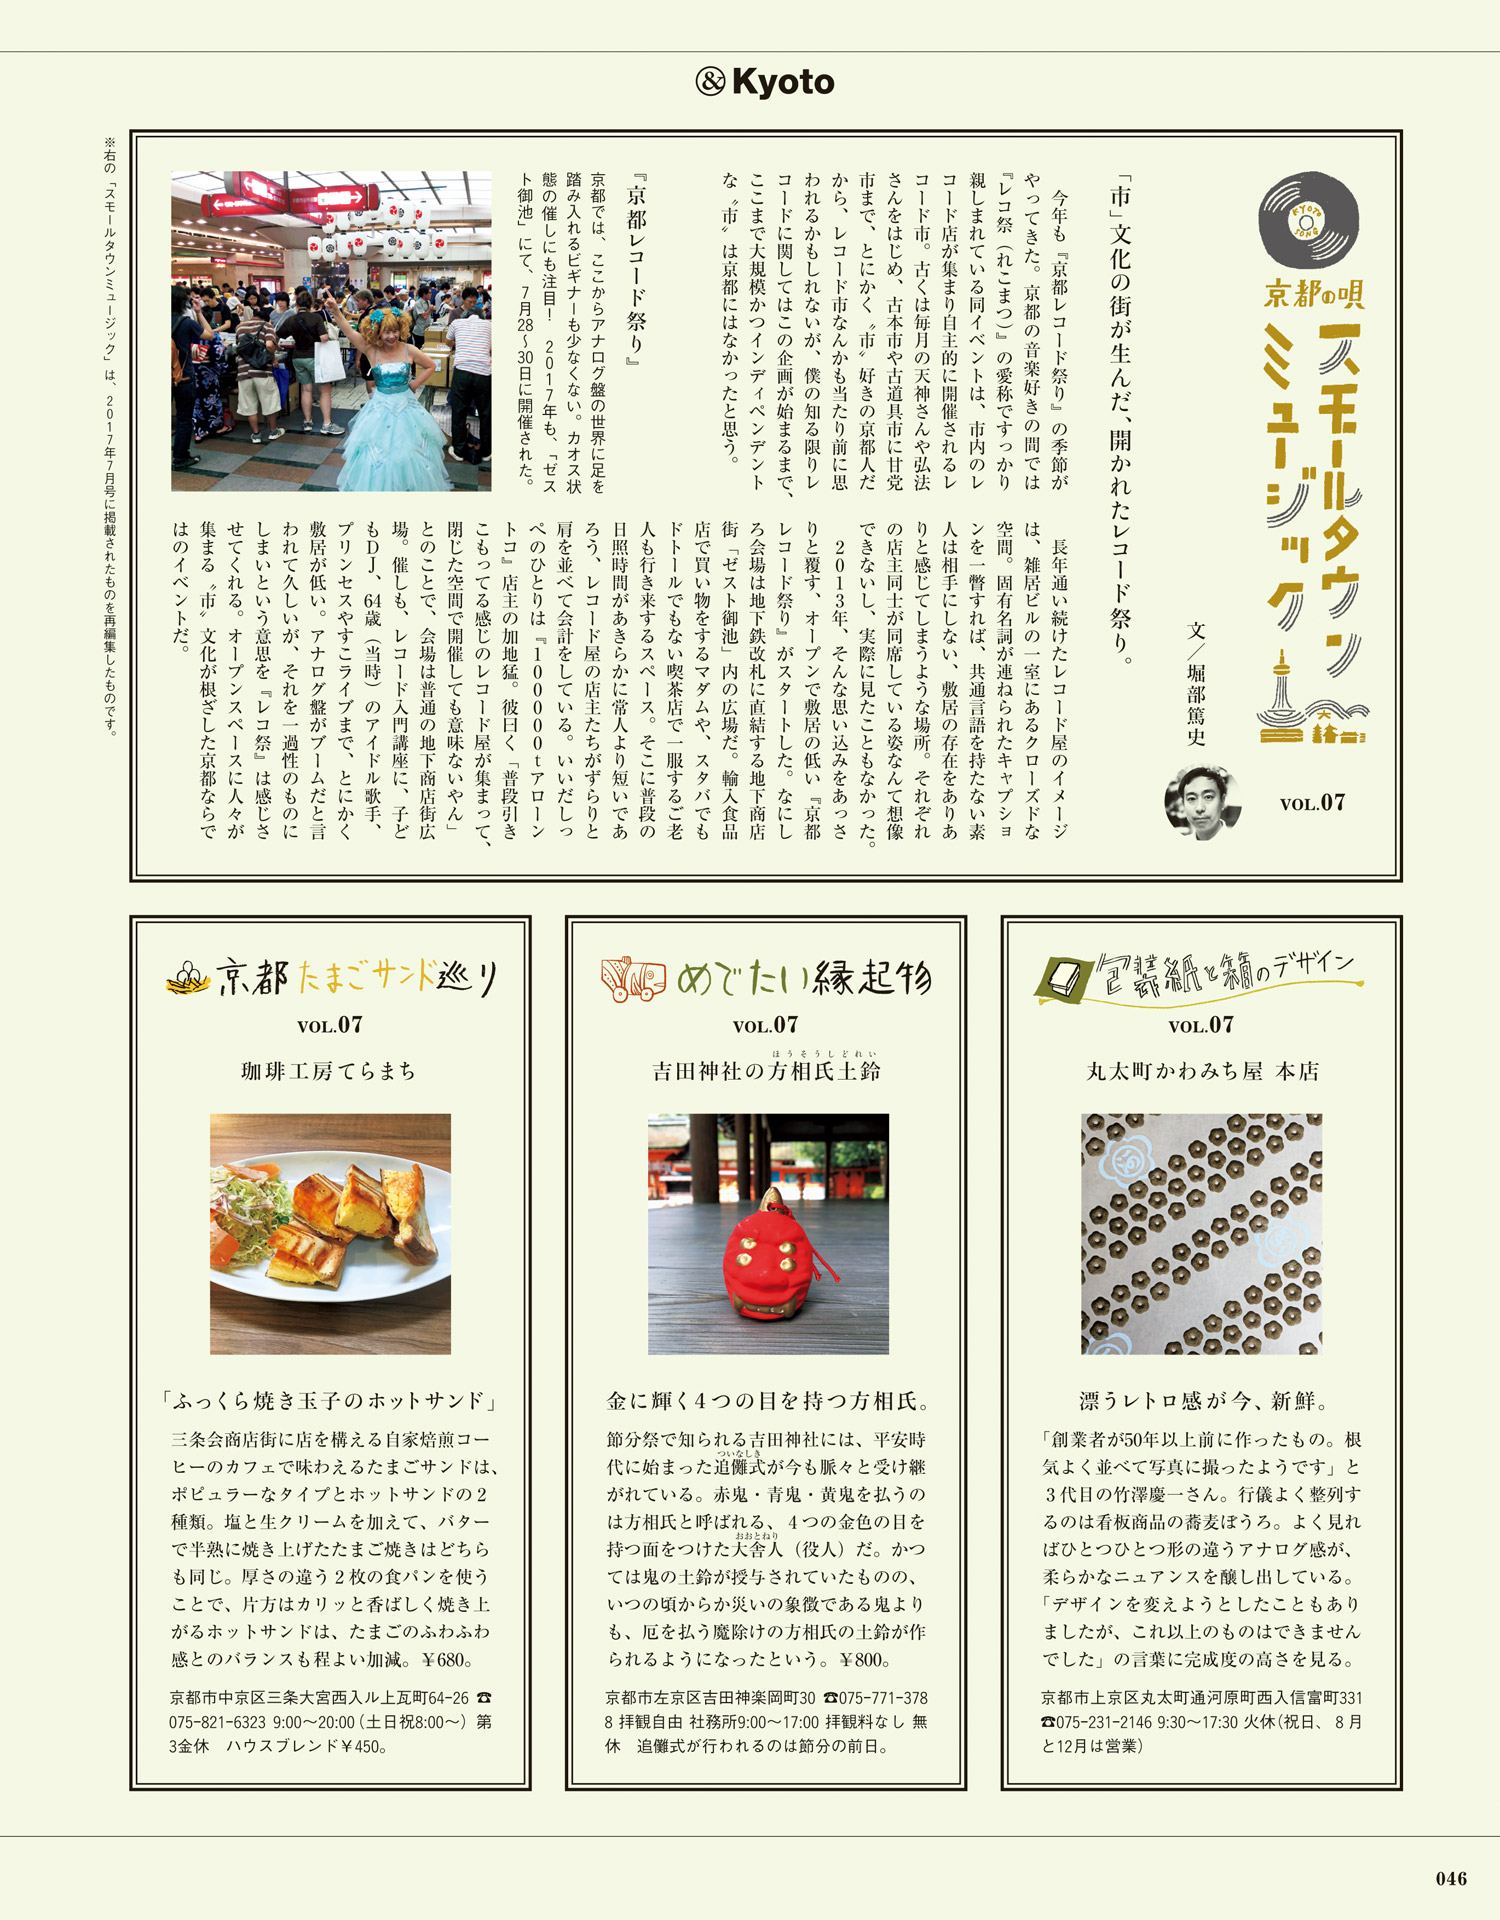 & Kyoto
KYOTO SONG
京都の唄
スモールタウン
ミュージック
VOL.07
文／堀部篤史
「市」文化の街が生んだ、開かれたレコード祭り。
今年も『京都レコード祭り』の季節が
やってきた。京都の音楽好きの間では
『レコ祭（れこまつ）』の愛称ですっかり
親しまれている同イベントは、市内のレ
コード店が集まり自主的に開催されるレ
コード市。古くは毎月の天神さんや弘法
さんをはじめ、古本市や古道具市に甘党
市まで、とにかく〝市〟好きの京都人だ
から、レコード市なんかも当たり前に思
われるかもしれないが、僕の知る限りレ
コードに関してはこの企画が始まるまで、
ここまで大規模かつインディペンデント
な〝市〟は京都にはなかったと思う。
長年通い続けたレコード屋のイメージ
は、雑居ビルの一室にあるクローズドな
空間。固有名詞が連ねられたキャプショ
ンを一瞥すれば、共通言語を持たない素
人は相手にしない、敷居の存在をありあ
りと感じてしまうような場所。それぞれ
の店主同士が同席している姿なんて想像
できないし、実際に見たこともなかった。
2013年、そんな思い込みをあっさ
りと覆す、オープンで敷居の低い『京都
レコード祭り』がスタートした。なにし
ろ会場は地下鉄改札に直結する地下商店
街「ゼスト御池」内の広場だ。輸入食品
店で買い物をするマダムや、スタバでも
ドトールでもない喫茶店で一服するご老
人も行き来するスペース。そこに普段の
日照時間があきらかに常人より短いであ
ろう、レコード屋の店主たちがずらりと
肩を並べて会計をしている。いいだしっ
ぺのひとりは『100000tアローン
トコ』店主の加地猛。彼曰く「普段引き
こもってる感じのレコード屋が集まって、
閉じた空間で開催しても意味ないやん」
とのことで、会場は普通の地下商店街広
場。催しも、レコード入門講座に、子ど
もDJ、64歳（当時）のアイドル歌手、
プリンセスやすこライブまで、とにかく
敷居が低い。アナログ盤がブームだと言
われて久しいが、それを一過性のものに
しまいという意思を『レコ祭』は感じさ
せてくれる。オープンスペースに人々が
集まる〝市〟文化が根ざした京都ならで
はのイベントだ。
『京都レコード祭り』
京都では、ここからアナログ盤の世界に足を
踏み入れるビギナーも少なくない。カオス状
態の催しにも注目！ 2017年も、「ゼス
ト御池」にて、7月28〜30日に開催された。
※右の「スモールタウンミュージック」は、2017年7月号に掲載されたものを再編集したものです。
包装紙と箱のデザイン
VOL.07
丸太町かわみち屋 本店
漂うレトロ感が今、新鮮。
「創業者が50年以上前に作ったもの。根
気よく並べて写真に撮ったようです」と
3代目の竹澤慶一さん。行儀よく整列す
るのは看板商品の蕎麦ぼうろ。よく見れ
ばひとつひとつ形の違うアナログ感が、
柔らかなニュアンスを醸し出している。
「デザインを変えようとしたこともあり
ましたが、これ以上のものはできません
でした」の言葉に完成度の高さを見る。
京都市上京区丸太町通河原町西入信富町331
☎075-231-2146 9:30〜17:30 火休（祝日、8月
と12月は営業）
めでたい縁起物
VOL.07
ほうそうしどれい
吉田神社の方相氏土鈴
金に輝く4つの目を持つ方相氏。
節分祭で知られる吉田神社には、平安時
ついなしき
代に始まった追儺式が今も脈々と受け継
がれている。赤鬼・青鬼・黄鬼を払うの
は方相氏と呼ばれる、4つの金色の目を
おおとねり
持つ面をつけた大舎人（役人）だ。かつ
ては鬼の土鈴が授与されていたものの、
いつの頃からか災いの象徴である鬼より
も、厄を払う魔除けの方相氏の土鈴が作
られるようになったという。￥800。
京都市左京区吉田神楽岡町30 ☎075-771-378
8 拝観自由 社務所9:00〜17:00 拝観料なし 無
休 追儺式が行われるのは節分の前日。
京都たまごサンド巡り
VOL.07
珈琲工房てらまち
「ふっくら焼き玉子のホットサンド」
三条会商店街に店を構える自家焙煎コー
ヒーのカフェで味わえるたまごサンドは、
ポピュラーなタイプとホットサンドの2
種類。塩と生クリームを加えて、バター
で半熟に焼き上げたたまご焼きはどちら
も同じ。厚さの違う2枚の食パンを使う
ことで、片方はカリッと香ばしく焼き上
がるホットサンドは、たまごのふわふわ
感とのバランスも程よい加減。￥680。
京都市中京区三条大宮西入ル上瓦町64-26 ☎
075-821-6323 9:00〜20:00（土日祝8:00〜） 第
3金休 ハウスブレンド￥450。
046